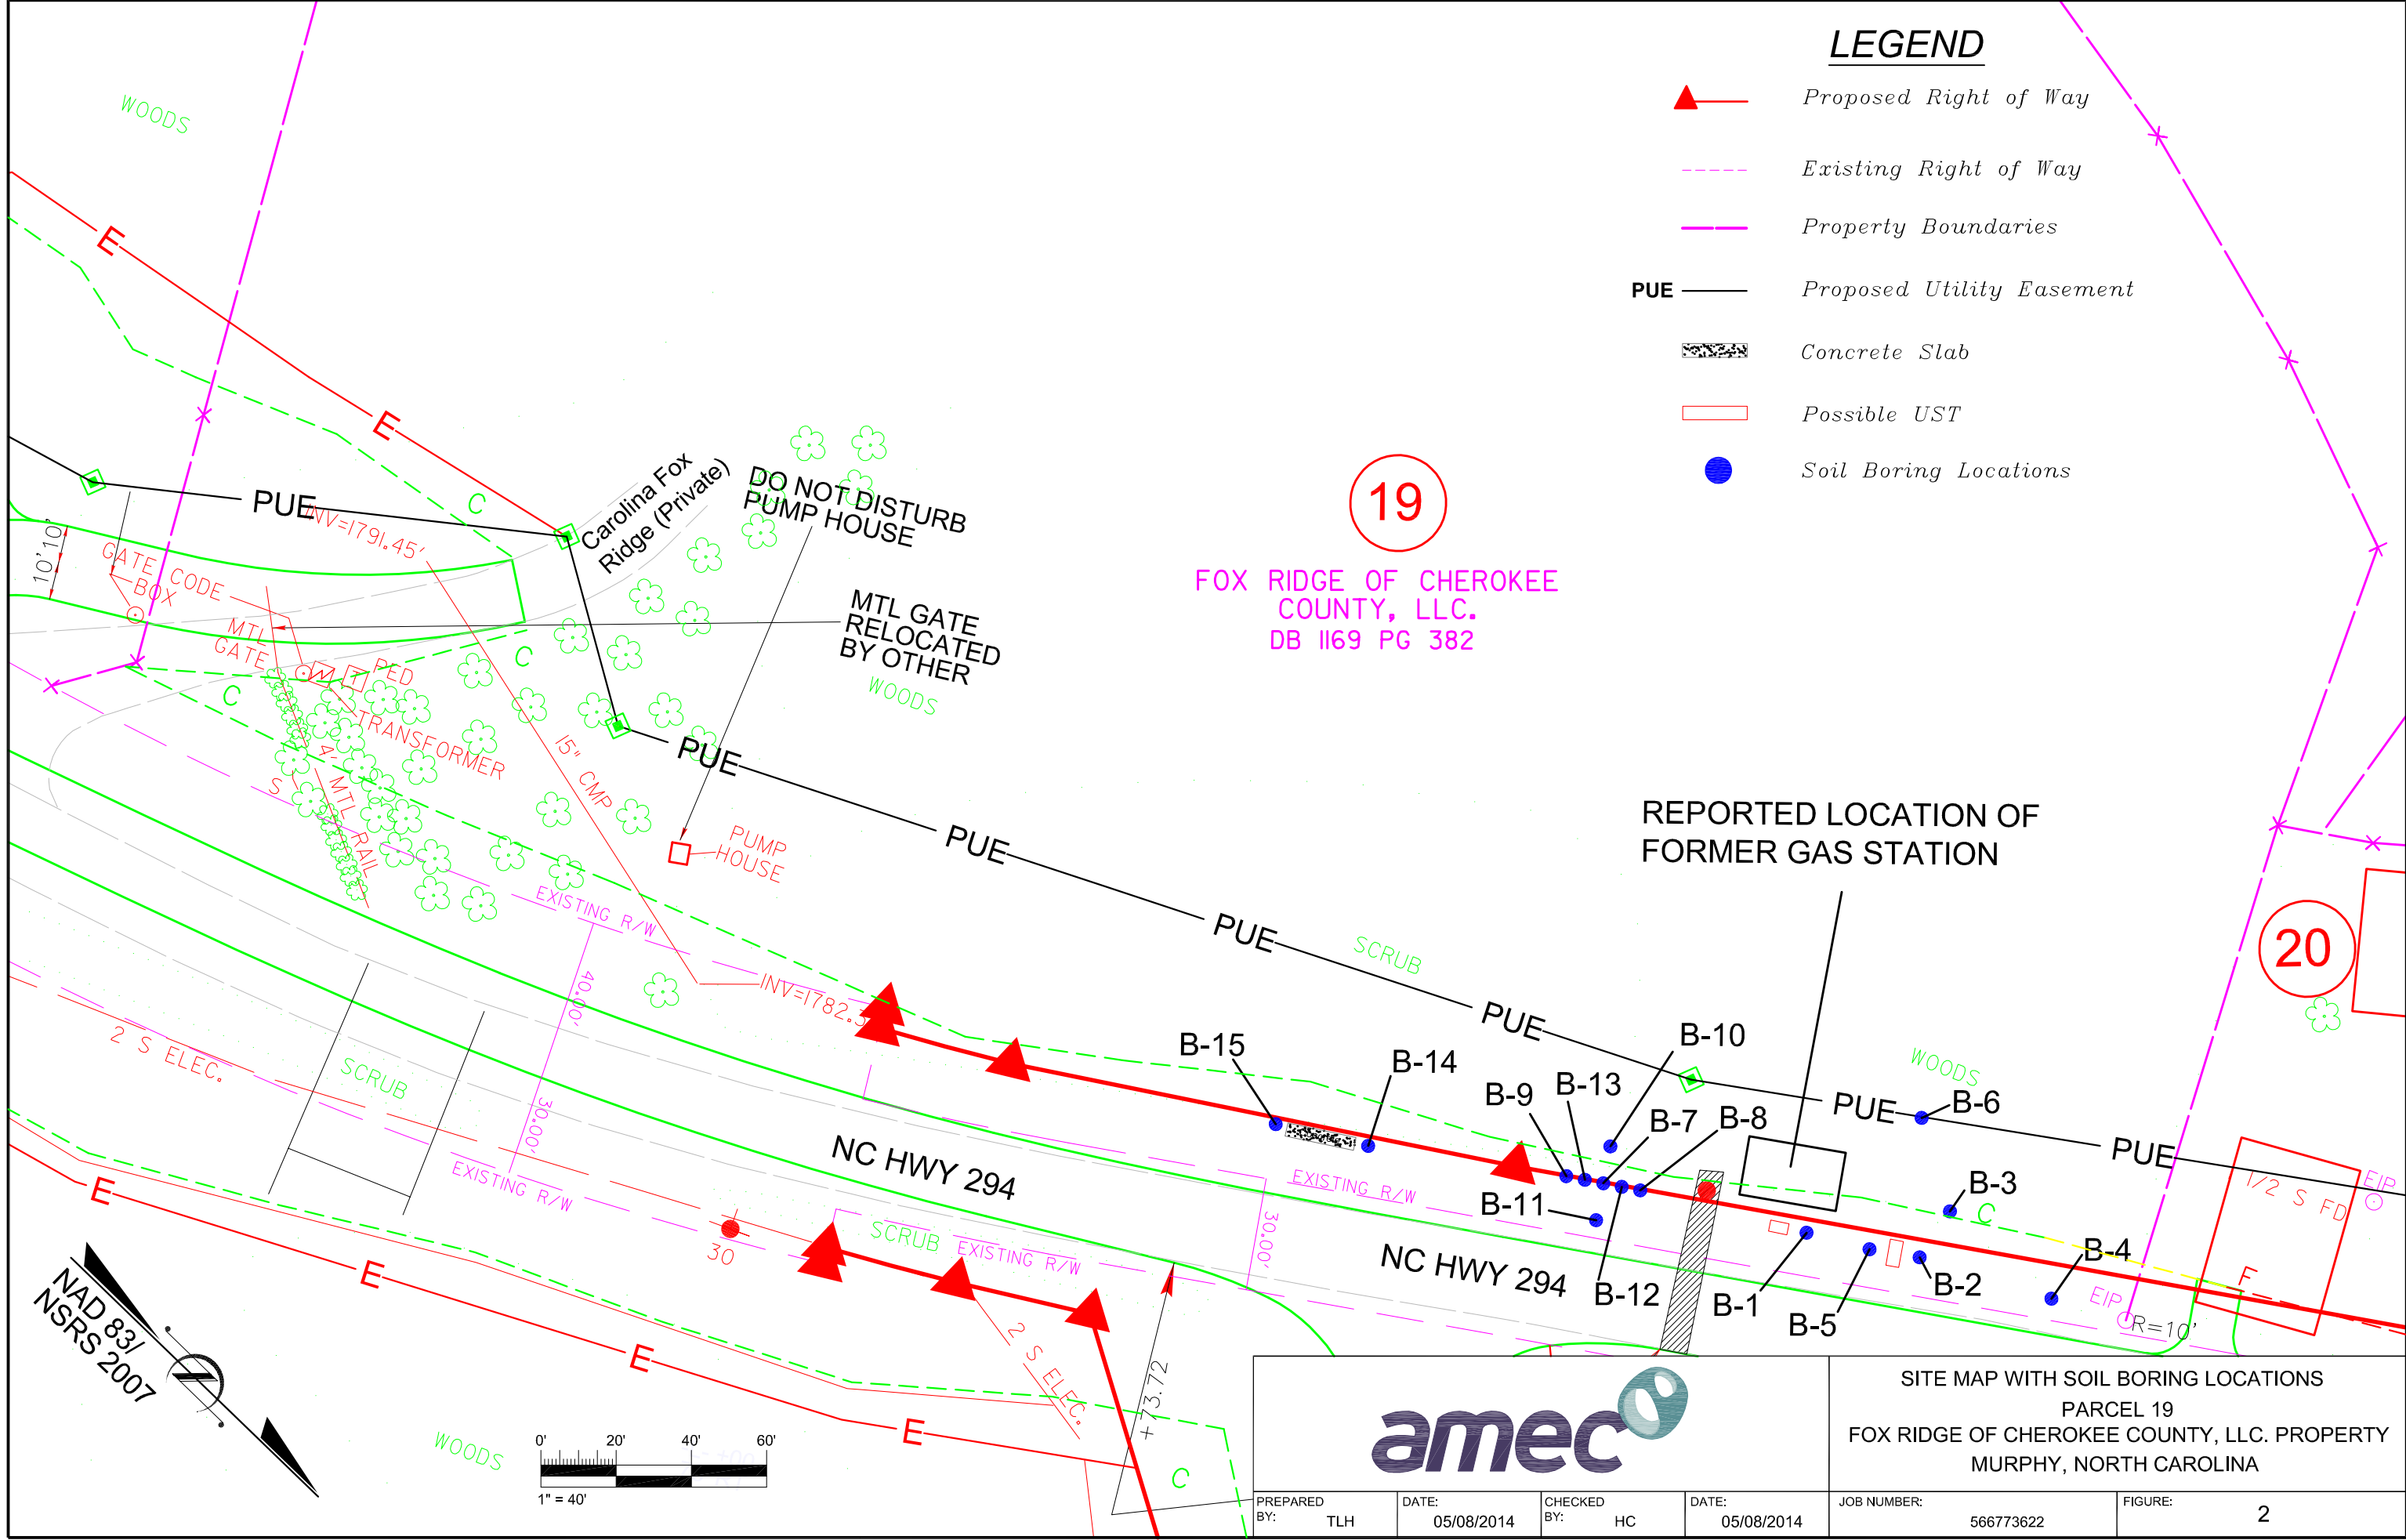 LEGEND
Proposed Right of Way
Existing Right of Way
Property Boundaries
PUE
Proposed Utility Easement
Concrete Slab
Possible UST
Soil Boring Locations
WOODS
E
E
PUE
INV=1791.45'
C
Carolina Fox
Ridge (Private)
DO NOT DISTURB
PUMP HOUSE
10'
10'
GATE CODE
BOX
MTL
GATE
W
T
PED
C
C
TRANSFORMER
MTL GATE
RELOCATED
BY OTHER
WOODS
S
4' MTL RAIL
15" CMP
PUE
PUMP
HOUSE
PUE
19
FOX RIDGE OF CHEROKEE
COUNTY, LLC.
DB 1169 PG 382
REPORTED LOCATION OF
FORMER GAS STATION
20
EXISTING R/W
40.00'
INV=1782.3
PUE
SCRUB
PUE
WOODS
PUE
PUE
2 S ELEC.
SCRUB
30.00'
EXISTING R/W
B-15
B-14
B-9
B-13
B-10
B-7
B-8
B-6
B-3
C
B-11
B-12
B-1
B-5
B-2
B-4
EXISTING R/W
30.00'
NC HWY 294
NC HWY 294
1/2 S FD
EIP
EIP
F
R=10'
30
SCRUB
EXISTING R/W
2 S ELEC.
+73.72
E
E
E
E
C
WOODS
NAD 83/
NSRS 2007
0' 20' 40' 60'
1" = 40'
amec
SITE MAP WITH SOIL BORING LOCATIONS
PARCEL 19
FOX RIDGE OF CHEROKEE COUNTY, LLC. PROPERTY
MURPHY, NORTH CAROLINA
PREPARED
BY: TLH
DATE:
05/08/2014
CHECKED
BY: HC
DATE:
05/08/2014
JOB NUMBER:
566773622
FIGURE:
2